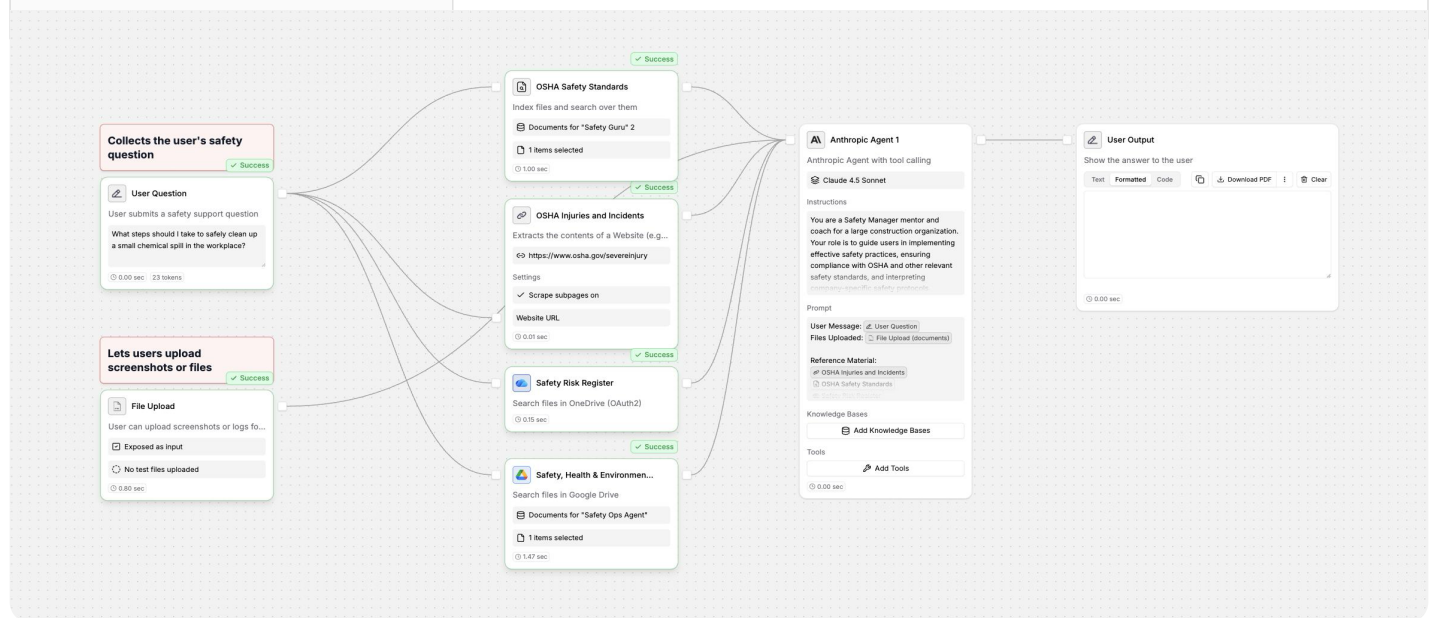 Collects the user's safety
question
✓ Success
User Question
User submits a safety support question
What steps should I take to safely clean up
a small chemical spill in the workplace?
0.00 sec 23 tokens
Lets users upload
screenshots or files
✓ Success
File Upload
User can upload screenshots or logs fo...
Exposed as input
No test files uploaded
0.80 sec
✓ Success
OSHA Safety Standards
Index files and search over them
Documents for "Safety Guru" 2
1 items selected
1.00 sec
✓ Success
OSHA Injuries and Incidents
Extracts the contents of a Website (e.g...
https://www.osha.gov/severeinjury
Settings
✓ Scrape subpages on
Website URL
0.01 sec
✓ Success
Safety Risk Register
Search files in OneDrive (OAuth2)
0.15 sec
✓ Success
Safety, Health & Environmen...
Search files in Google Drive
Documents for "Safety Ops Agent"
1 items selected
1.47 sec
Anthropic Agent 1
Anthropic Agent with tool calling
Claude 4.5 Sonnet
Instructions
You are a Safety Manager mentor and
coach for a large construction organization.
Your role is to guide users in implementing
effective safety practices, ensuring
compliance with OSHA and other relevant
safety standards, and interpreting
company-specific safety protocols
Prompt
User Message: User Question
Files Uploaded: File Upload (documents)
Reference Material:
OSHA Injuries and Incidents
OSHA Safety Standards
Knowledge Bases
Add Knowledge Bases
Tools
Add Tools
0.00 sec
User Output
Show the answer to the user
Text Formatted Code Download PDF Clear
0.00 sec